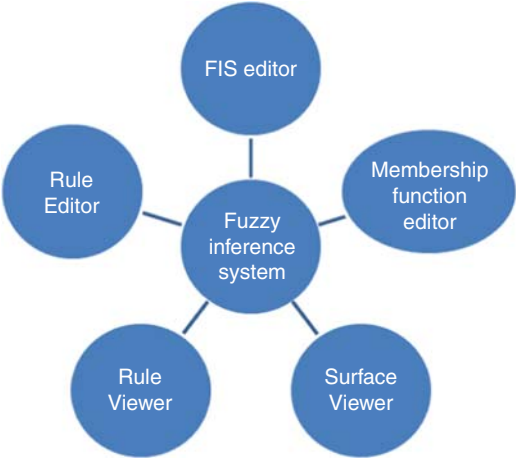 FIS editor
Membership
function
editor
Rule
Editor
Fuzzy
inference
system
Rule
Viewer
Surface
Viewer